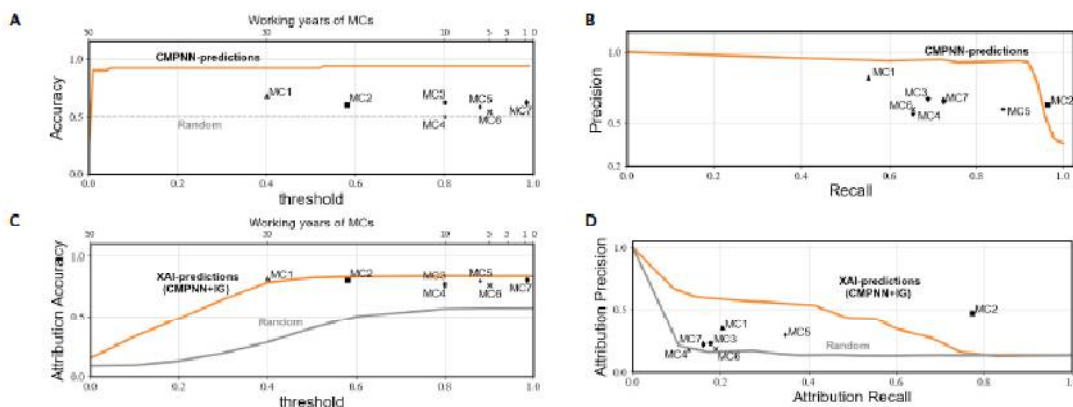 A
Working years of MCs
10
5
1 0
1.0
CMPNN-predictions
MC1
MC2
MC3
MC5
MC4
MC6
MC7
0.5
Random
0.0
Accuracy
0.0 0.2 0.4 0.6 0.8 1.0
threshold
B
1.0
CMPNN-predictions
MC1
MC3
MC7
MC6
MC4
MC5
MC2
0.5
0.2
Precision
0.0 0.2 0.4 0.6 0.8 1.0
Recall
C
Working years of MCs
10
5
1 0
1.0
XAI-predictions
(CMPNN+IG)
MC1
MC2
MC3
MC5
MC4
MC6
MC7
0.5
Random
0.0
Attribution Accuracy
0.0 0.2 0.4 0.6 0.8 1.0
threshold
D
1.0
XAI-predictions
(CMPNN+IG)
MC2
MC1
MC5
MC7
MC3
MC4
MC6
Random
0.5
0.0
Attribution Precision
0.0 0.2 0.4 0.6 0.8 1.0
Attribution Recall